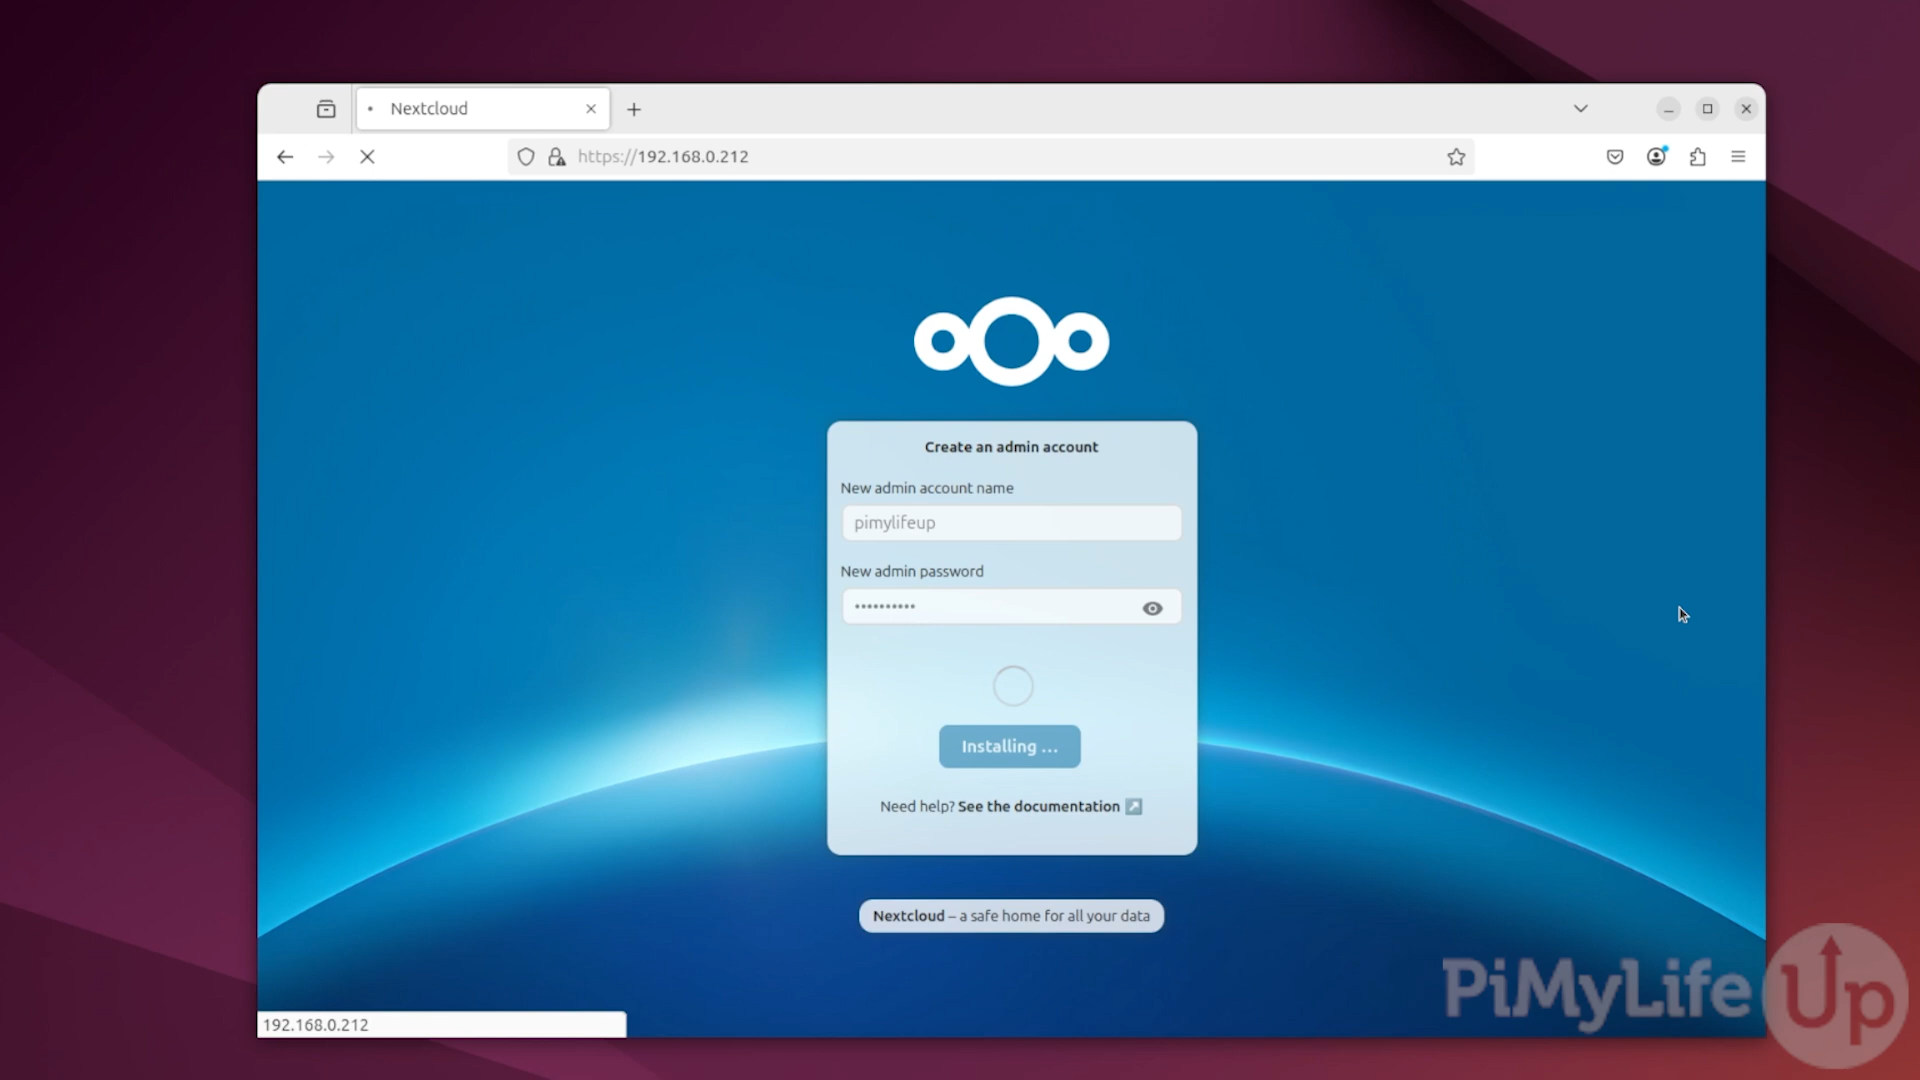 Nextcloud
https://192.168.0.212
Create an admin account
New admin account name
pimylifeup
New admin password
••••••••••
Installing ...
Need help? See the documentation ↗
Nextcloud – a safe home for all your data
192.168.0.212
PiMyLifeUp